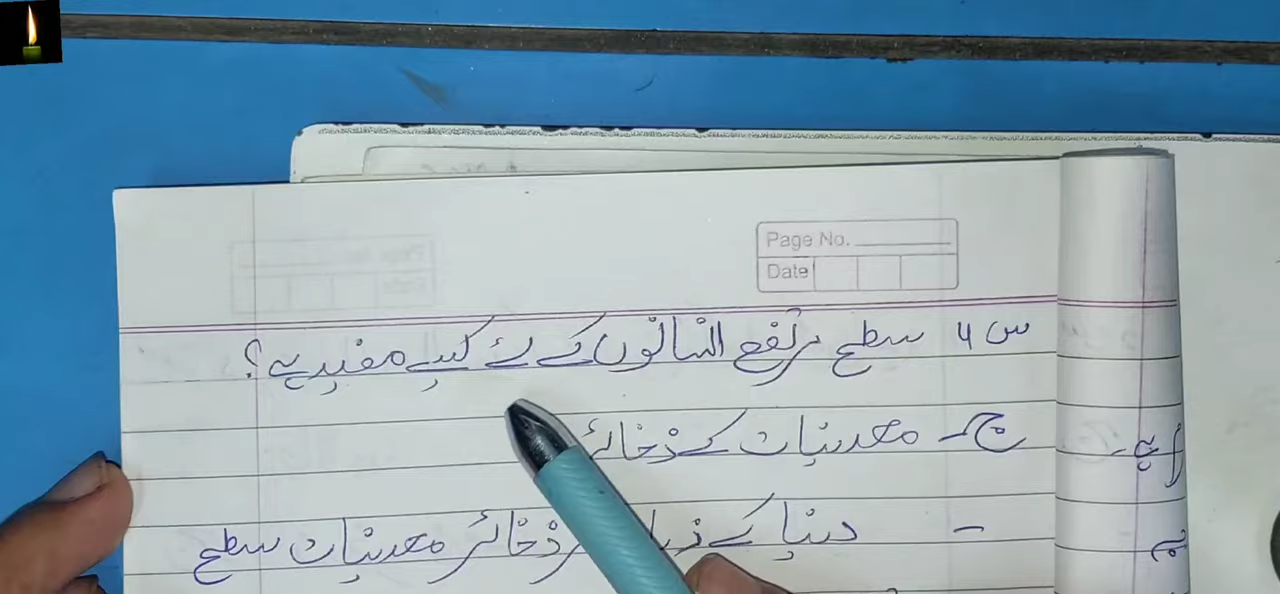 Page No.
Date
س ۴ سطح مرتفع انسانوں کے لئے کیسے مفید ہے؟
ج۔ معدنیات کے ذخائر
- دنیا کے ذخائر معدنیات سطح